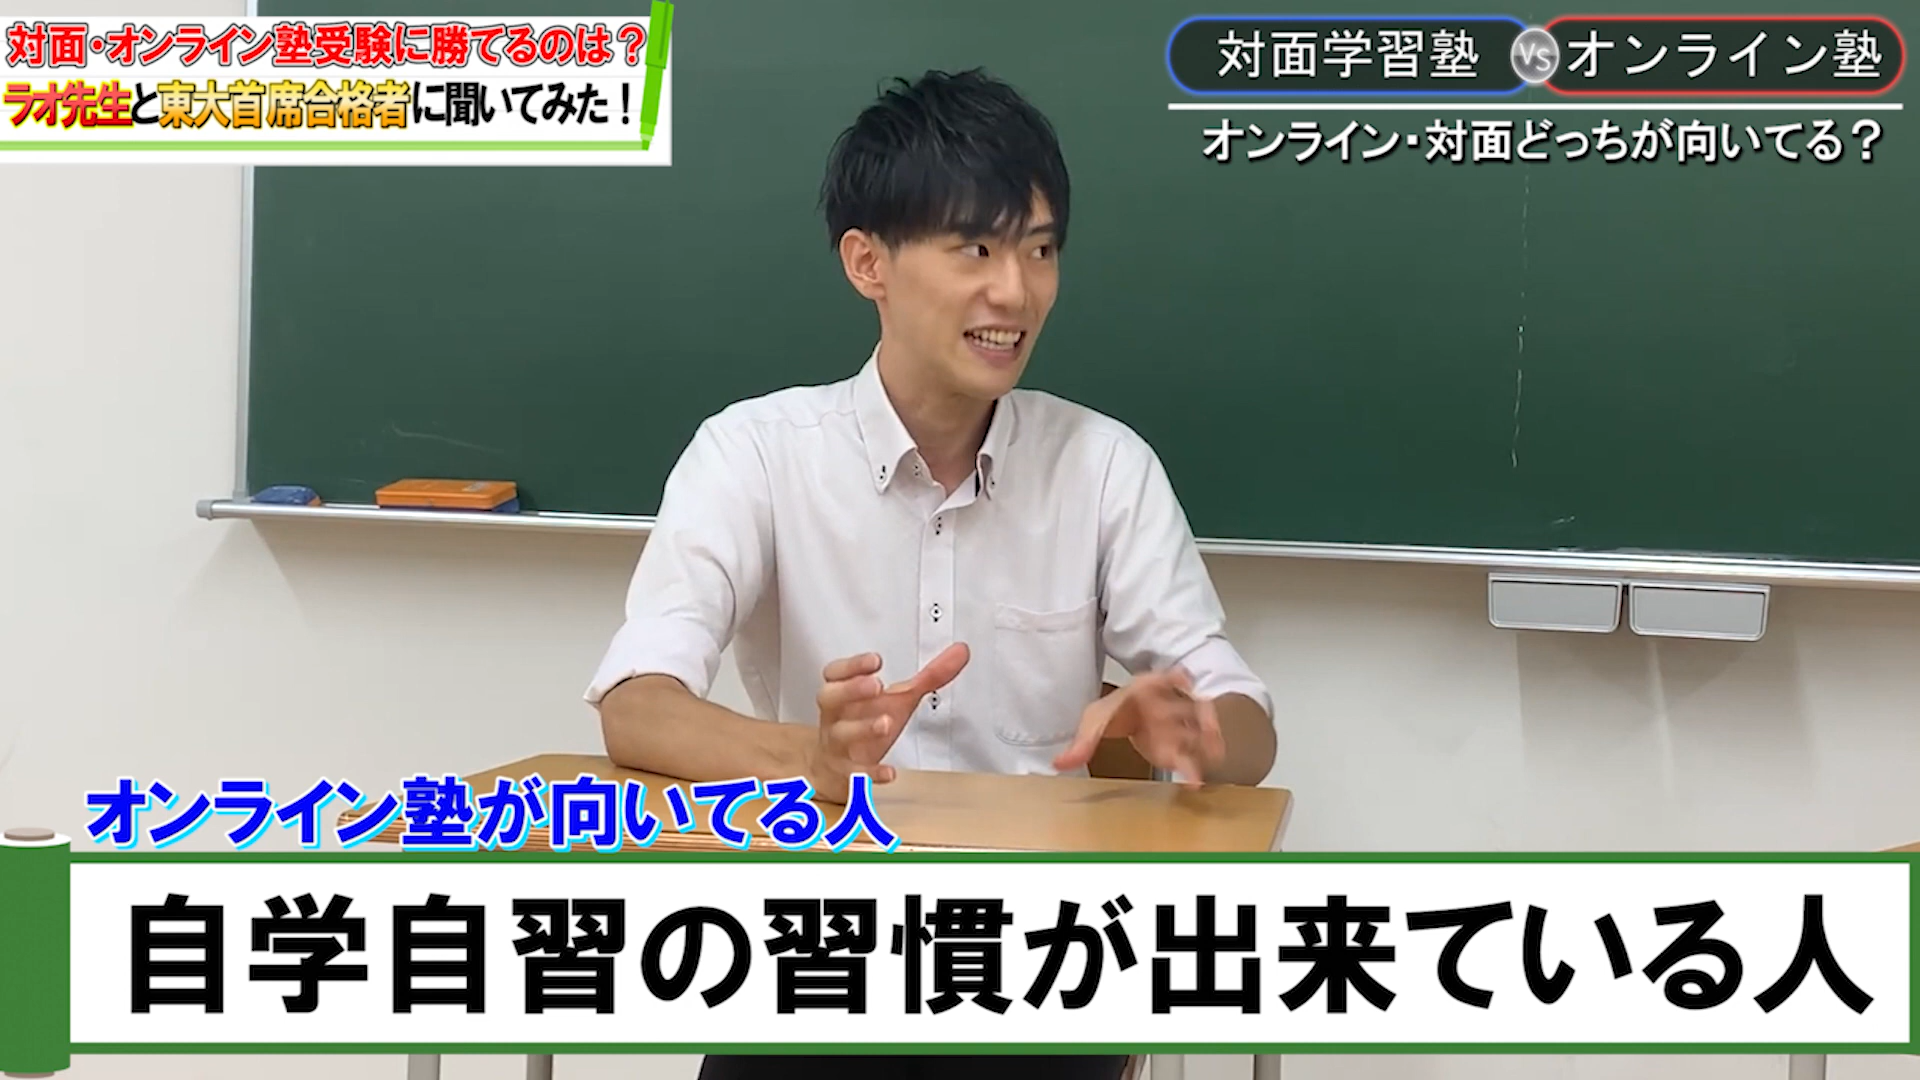 対面・オンライン塾受験に勝てるのは？
ラオ先生と東大首席合格者に聞いてみた！
対面学習塾 VS オンライン塾
オンライン・対面どっちが向いてる？
オンライン塾が向いてる人
自学自習の習慣が出来ている人